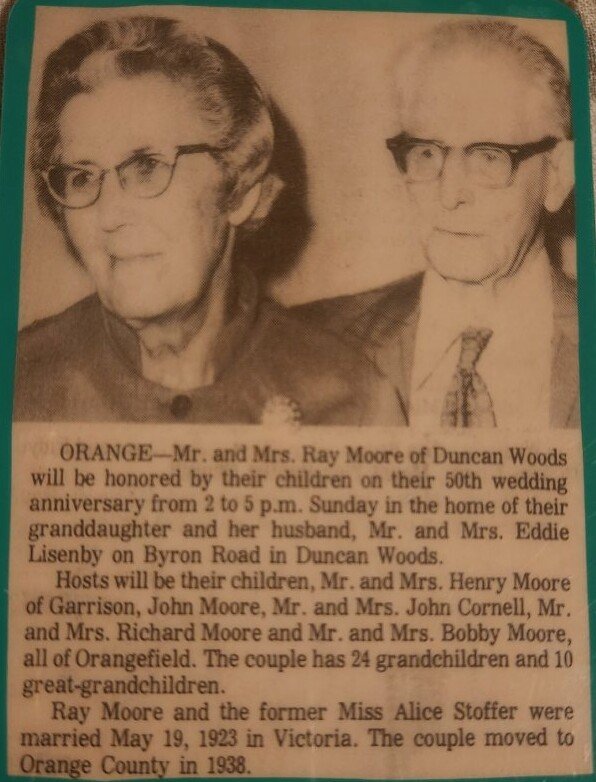 ORANGE—Mr. and Mrs. Ray Moore of Duncan Woods
will be honored by their children on their 50th wedding
anniversary from 2 to 5 p.m. Sunday in the home of their
granddaughter and her husband, Mr. and Mrs. Eddie
Lisenby on Byron Road in Duncan Woods.
Hosts will be their children, Mr. and Mrs. Henry Moore
of Garrison, John Moore, Mr. and Mrs. John Cornell, Mr.
and Mrs. Richard Moore and Mr. and Mrs. Bobby Moore,
all of Orangefield. The couple has 24 grandchildren and 10
great-grandchildren.
Ray Moore and the former Miss Alice Stoffer were
married May 19, 1923 in Victoria. The couple moved to
Orange County in 1938.